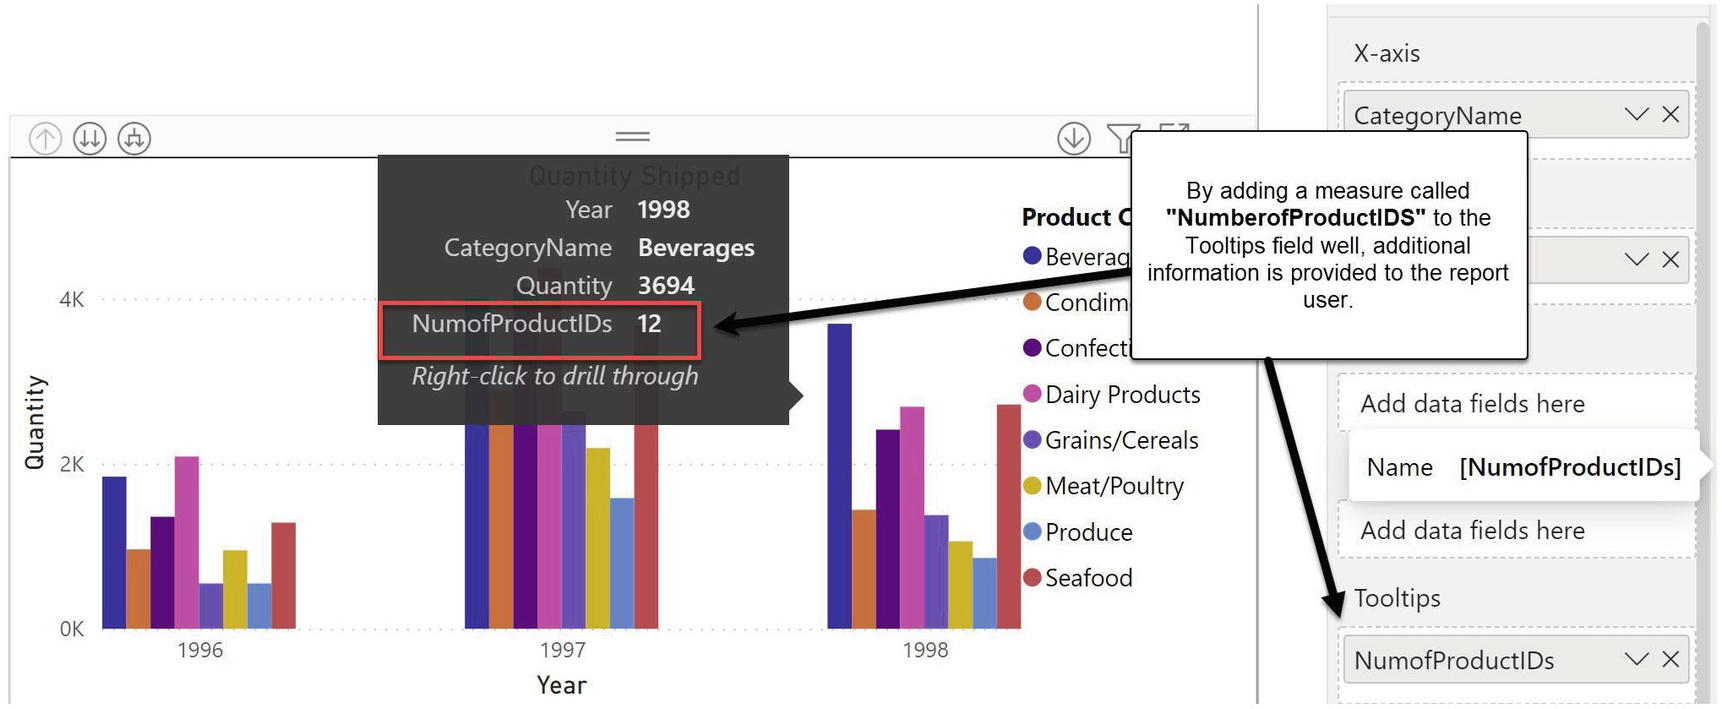 Quantity Shipped
Year 1998
CategoryName Beverages
Quantity 3694
NumofProductIDs 12
Right-click to drill through
Quantity
4K
2K
0K
1996
1997
1998
Year
Product C
Beverag
Condim
Confecti
Dairy Products
Grains/Cereals
Meat/Poultry
Produce
Seafood
By adding a measure called
"NumberofProductIDS" to the
Tooltips field well, additional
information is provided to the report
user.
X-axis
CategoryName
Add data fields here
Name [NumofProductIDs]
Add data fields here
Tooltips
NumofProductIDs